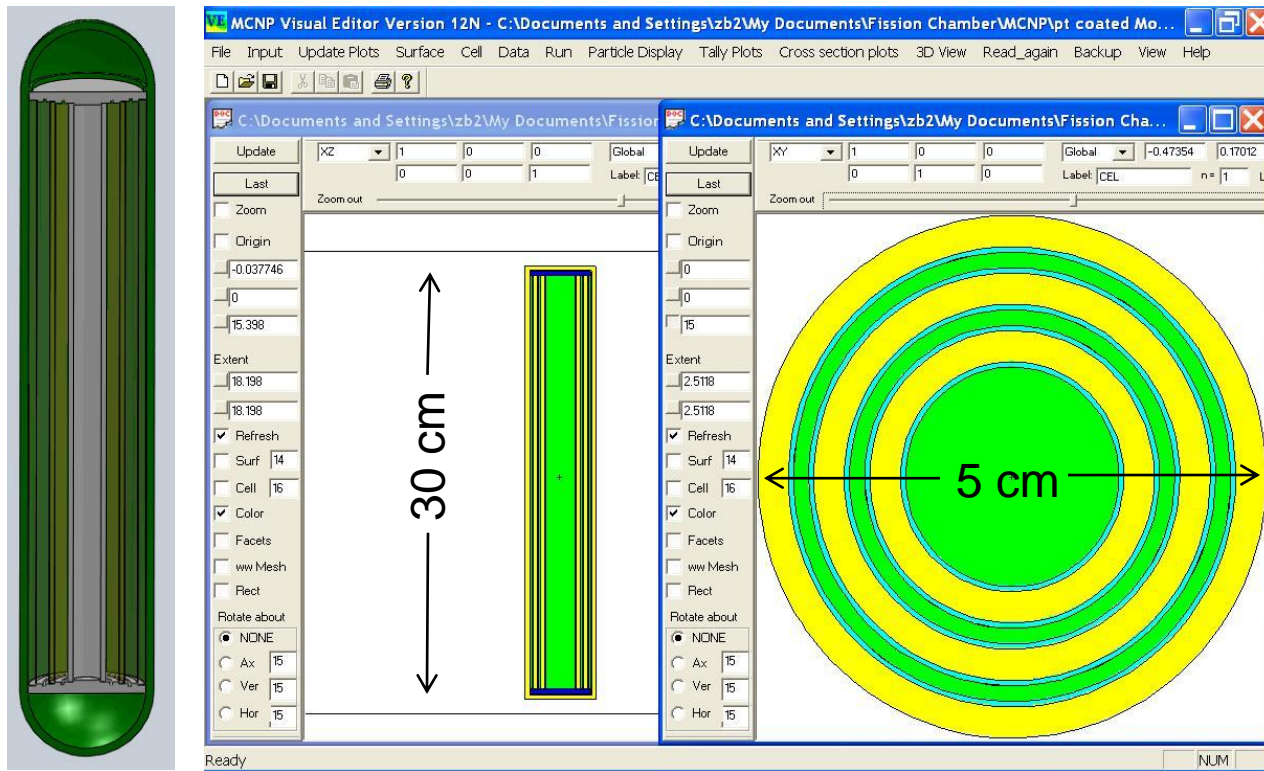 MCNP Visual Editor Version 12N - C:\Documents and Settings\zb2\My Documents\Fission Chamber\MCNP\pt coated Mo...
File Input Update Plots Surface Cell Data Run Particle Display Tally Plots Cross section plots 3D View Read_again Backup View Help
C:\Documents and Settings\zb2\My Documents\Fission
Update XZ 1 0 0 Global
Last 0 0 1 Label:
Zoom Zoom out
Origin
-0.037746
0
15.398
Extent
18.198
18.198
Refresh
Surf 14
Cell 16
Color
Facets
ww Mesh
Rect
Rotate about
NONE
Ax 15
Ver 15
Hor 15
30 cm
C:\Documents and Settings\zb2\My Documents\Fission Cha...
Update XY 1 0 0 Global -0.47354 0.17012
Last 0 1 0 Label: CEL n = 1
Zoom Zoom out
Origin
0
0
15
Extent
2.5118
2.5118
Refresh
Surf 14
Cell 16
Color
Facets
ww Mesh
Rect
Rotate about
NONE
Ax 15
Ver 15
Hor 15
5 cm
Ready NUM